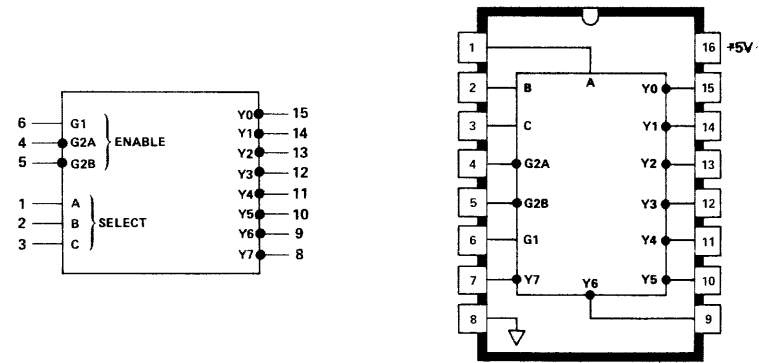 6 G1
4 G2A ENABLE
5 G2B
1 A
2 B SELECT
3 C
Y0 15
Y1 14
Y2 13
Y3 12
Y4 11
Y5 10
Y6 9
Y7 8
1 A 16 +5V
2 B Y0 15
3 C Y1 14
4 G2A Y2 13
5 G2B Y3 12
6 G1 Y4 11
7 Y7 Y6 Y5 10
8 9